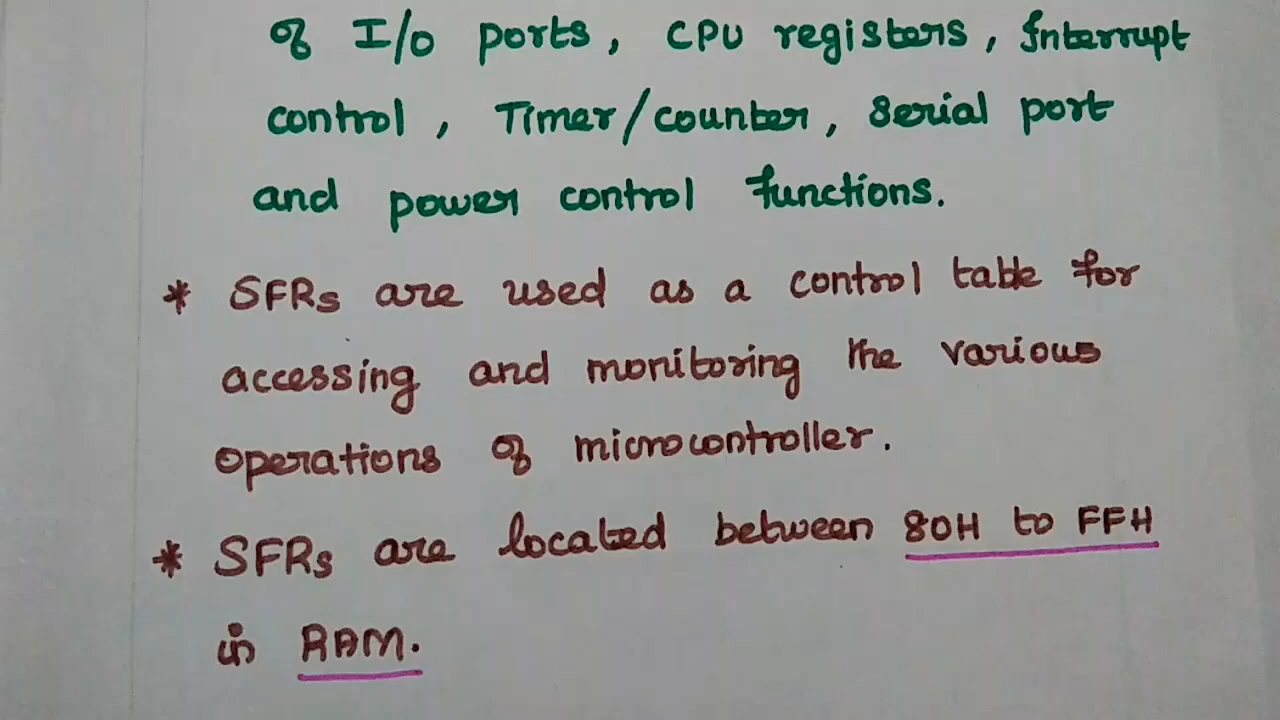 of I/O ports, CPU registers, Interrupt
control, Timer/counter, Serial port
and power control functions.
* SFRs are used as a control table for
accessing and monitoring the various
operations of microcontroller.
* SFRs are located between 80H to FFH
in RAM.